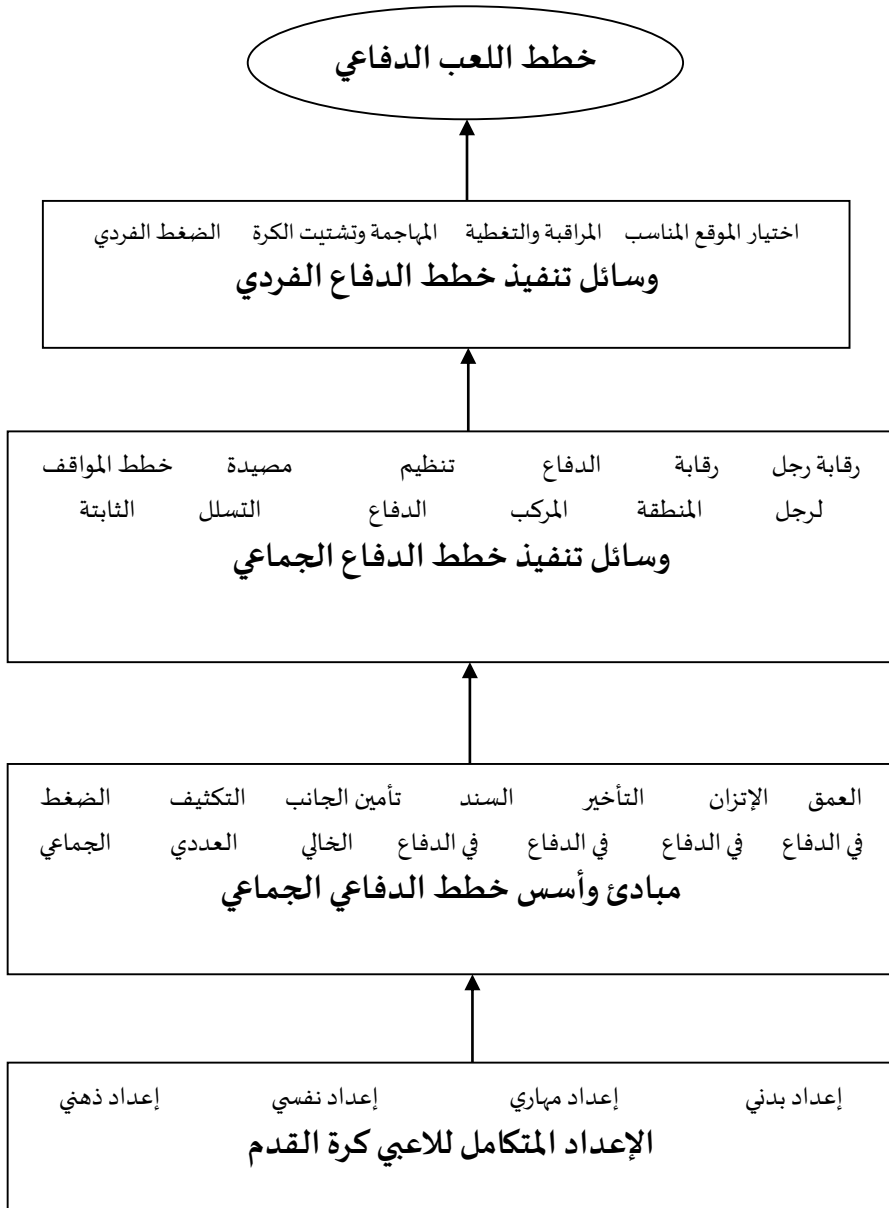 خطط اللعب الدفاعي
اختيار الموقع المناسب المراقبة والتغطية المهاجمة وتشتيت الكرة الضغط الفردي
وسائل تنفيذ خطط الدفاع الفردي
رقابة رجل رقابة الدفاع تنظيم مصيدة خطط المواقف
لرجل المنطقة المركب الدفاع التسلل الثابتة
وسائل تنفيذ خطط الدفاع الجماعي
العمق الإتزان التأخير السند تأمين الجانب التكثيف الضغط
في الدفاع في الدفاع في الدفاع في الدفاع الخالي العددي الجماعي
مبادئ وأسس خطط الدفاعي الجماعي
إعداد بدني إعداد مهاري إعداد نفسي إعداد ذهني
الإعداد المتكامل للاعبي كرة القدم